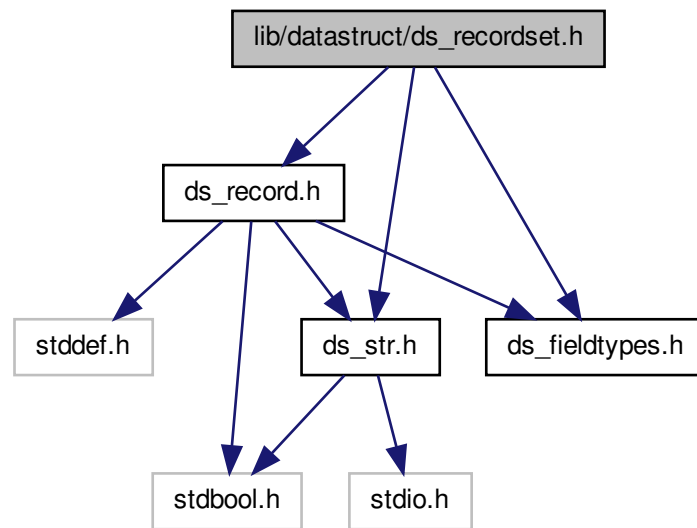 lib/datastruct/ds_recordset.h
ds_record.h
stddef.h
ds_str.h
ds_fieldtypes.h
stdbool.h
stdio.h